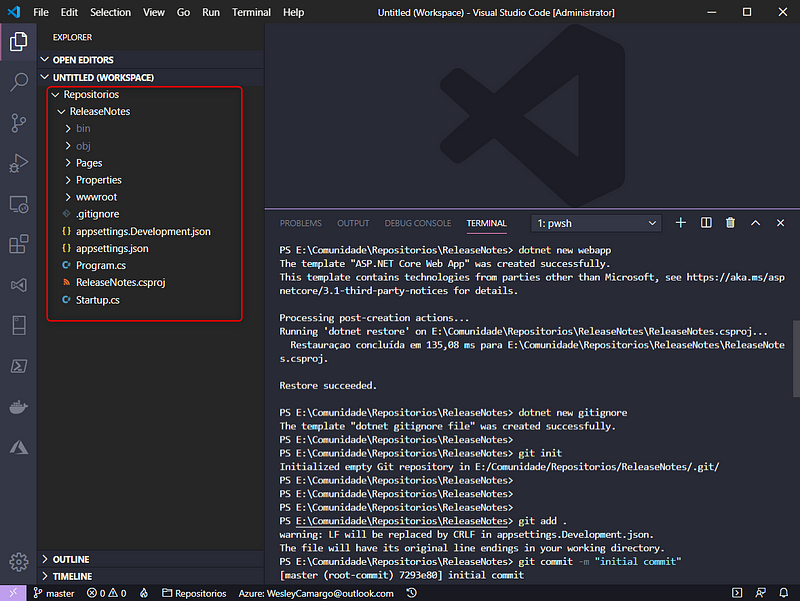 File Edit Selection View Go Run Terminal Help
Untitled (Workspace) - Visual Studio Code [Administrator]
EXPLORER
OPEN EDITORS
UNTITLED (WORKSPACE)
Repositorios
ReleaseNotes
bin
obj
Pages
Properties
wwwroot
.gitignore
{} appsettings.Development.json
{} appsettings.json
Program.cs
ReleaseNotes.csproj
Startup.cs
OUTLINE
TIMELINE
PROBLEMS OUTPUT DEBUG CONSOLE TERMINAL 1: pwsh
PS E:\Comunidade\Repositorios\ReleaseNotes> dotnet new webapp
The template "ASP.NET Core Web App" was created successfully.
This template contains technologies from parties other than Microsoft, see https://aka.ms/asp
netcore/3.1-third-party-notices for details.
Processing post-creation actions...
Running 'dotnet restore' on E:\Comunidade\Repositorios\ReleaseNotes\ReleaseNotes.csproj...
Restauraçao concluída em 135,08 ms para E:\Comunidade\Repositorios\ReleaseNotes\ReleaseNote
s.csproj.
Restore succeeded.
PS E:\Comunidade\Repositorios\ReleaseNotes> dotnet new gitignore
The template "dotnet gitignore file" was created successfully.
PS E:\Comunidade\Repositorios\ReleaseNotes>
PS E:\Comunidade\Repositorios\ReleaseNotes> git init
Initialized empty Git repository in E:/Comunidade/Repositorios/ReleaseNotes/.git/
PS E:\Comunidade\Repositorios\ReleaseNotes>
PS E:\Comunidade\Repositorios\ReleaseNotes>
PS E:\Comunidade\Repositorios\ReleaseNotes>
PS E:\Comunidade\Repositorios\ReleaseNotes> git add .
warning: LF will be replaced by CRLF in appsettings.Development.json.
The file will have its original line endings in your working directory.
PS E:\Comunidade\Repositorios\ReleaseNotes> git commit -m "initial commit"
[master (root-commit) 7293e80] initial commit
master 0 0 Repositorios Azure: WesleyCamargo@outlook.com